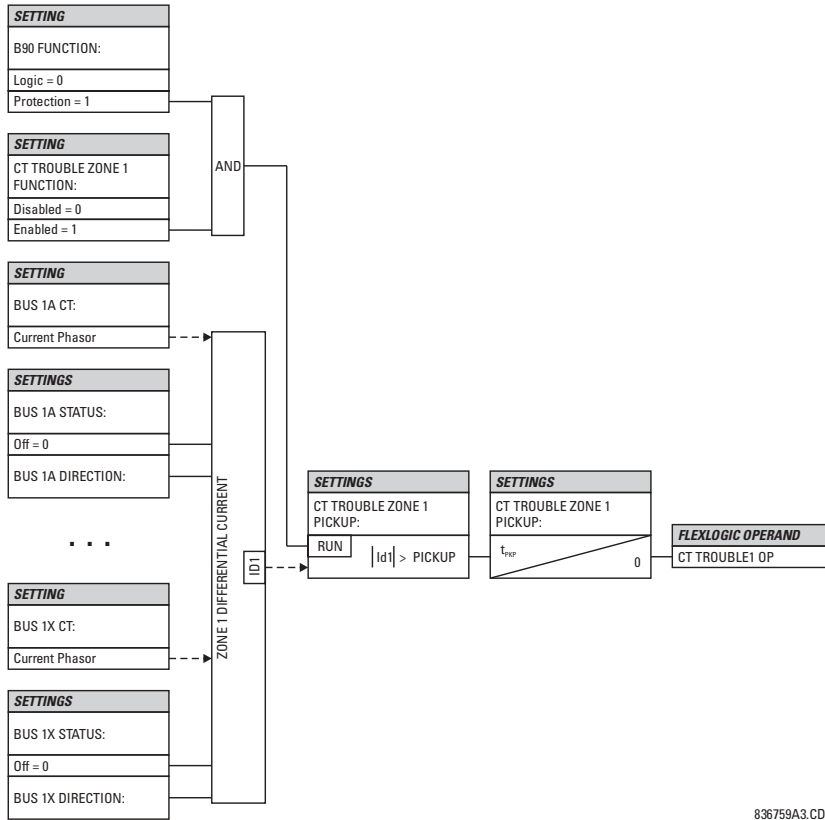 SETTING
B90 FUNCTION:
Logic = 0
Protection = 1
SETTING
CT TROUBLE ZONE 1
FUNCTION:
Disabled = 0
Enabled = 1
AND
SETTING
BUS 1A CT:
Current Phasor
SETTINGS
BUS 1A STATUS:
Off = 0
BUS 1A DIRECTION:
. . .
SETTING
BUS 1X CT:
Current Phasor
SETTINGS
BUS 1X STATUS:
Off = 0
BUS 1X DIRECTION:
ZONE 1 DIFFERENTIAL CURRENT
ID1
SETTINGS
CT TROUBLE ZONE 1
PICKUP:
RUN
|Id1| > PICKUP
SETTINGS
CT TROUBLE ZONE 1
PICKUP:
tPKP
0
FLEXLOGIC OPERAND
CT TROUBLE1 OP
836759A3.CD